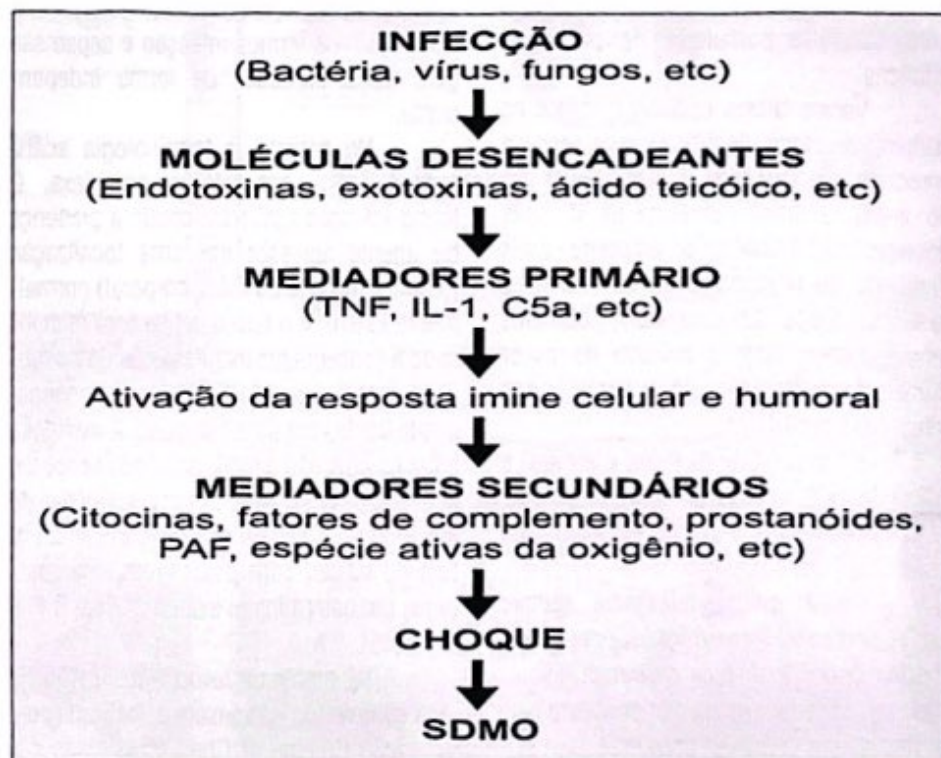 INFECÇÃO
(Bactéria, vírus, fungos, etc)
MOLÉCULAS DESENCADEANTES
(Endotoxinas, exotoxinas, ácido teicóico, etc)
MEDIADORES PRIMÁRIO
(TNF, IL-1, C5a, etc)
Ativação da resposta imine celular e humoral
MEDIADORES SECUNDÁRIOS
(Citocinas, fatores de complemento, prostanóides,
PAF, espécie ativas da oxigênio, etc)
CHOQUE
SDMO